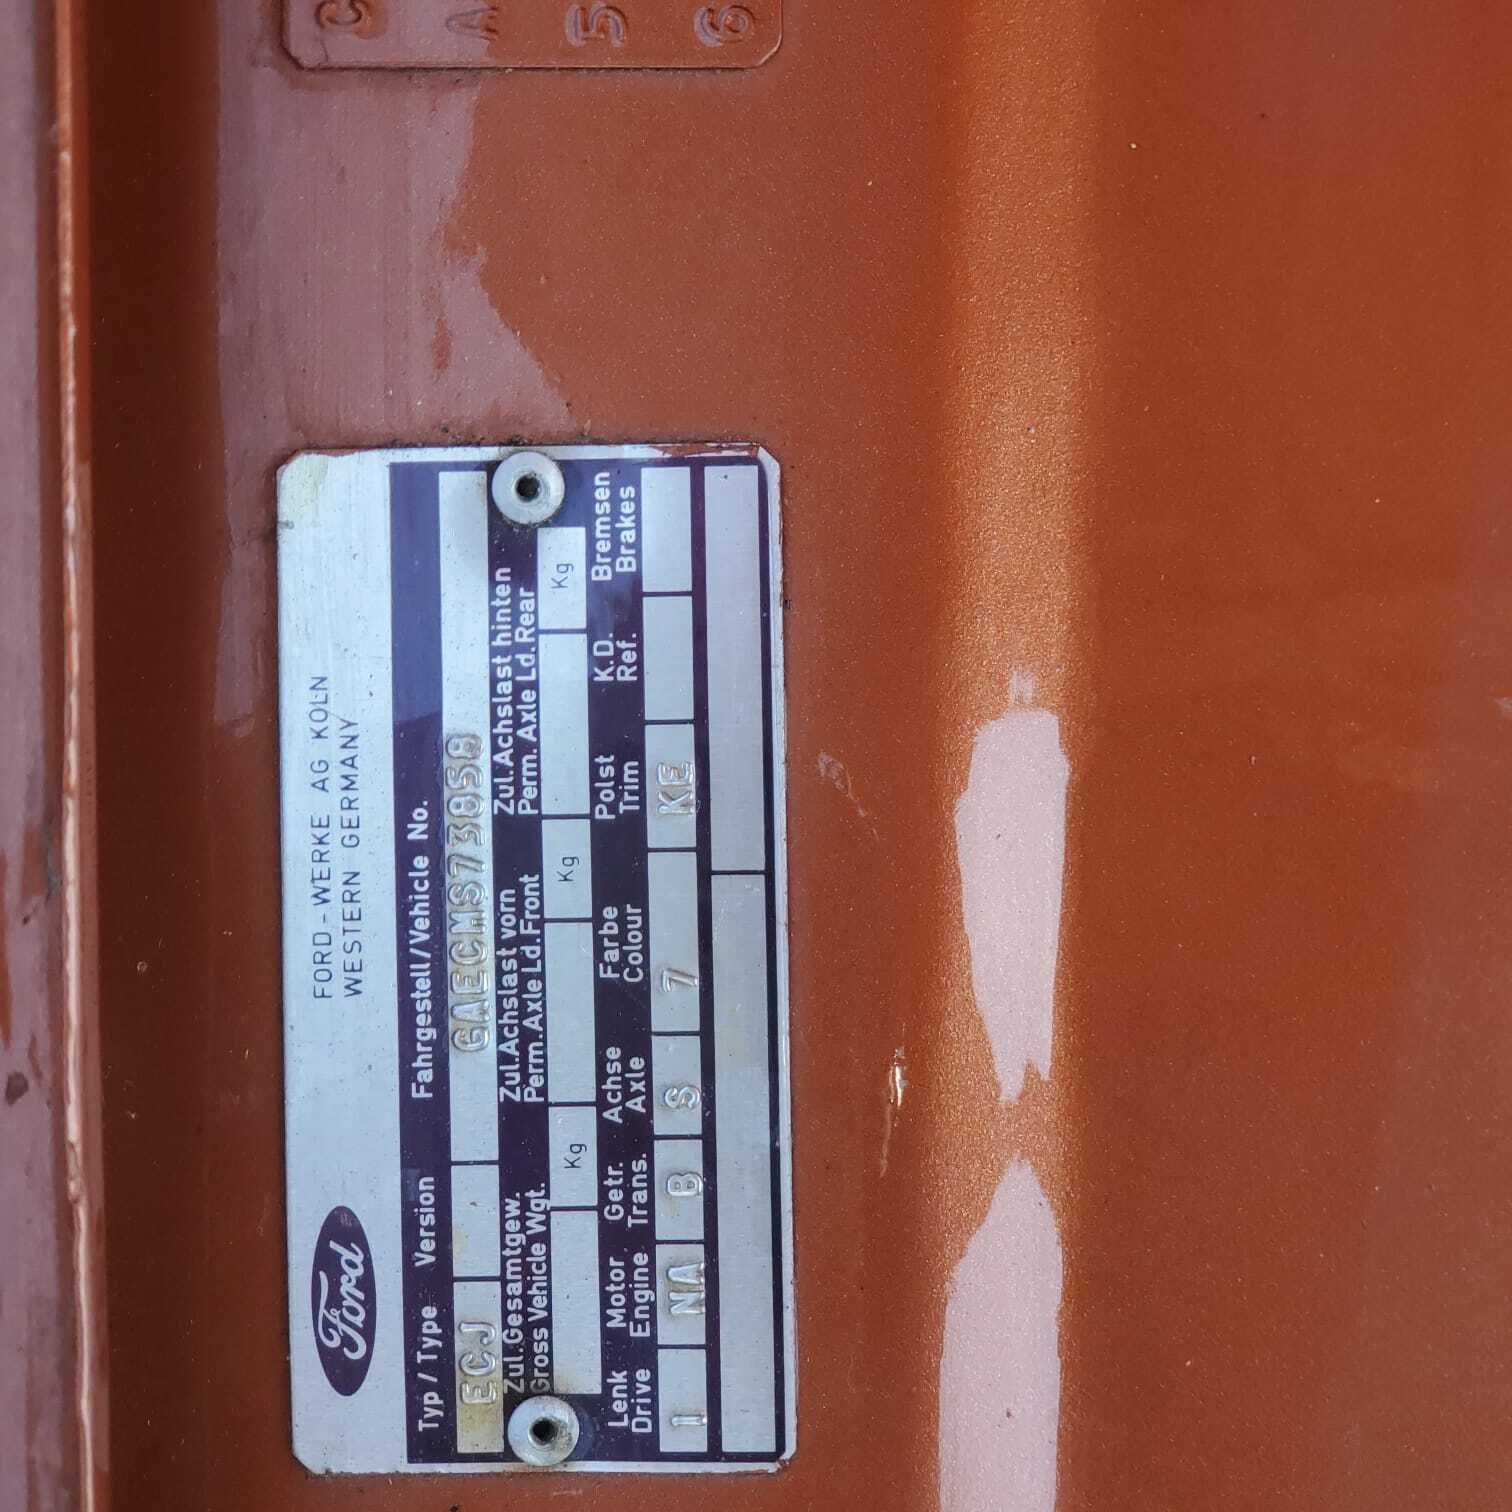 Ford
FORD-WERKE AG KÖLN
WESTERN GERMANY
Typ / Type Version Fahrgestell/Vehicle No.
ECJ GAECMS73858
Zul.Gesamtgew. Zul.Achslast vorn Zul.Achslast hinten
Gross Vehicle Wgt. Perm.Axle Ld.Front Perm.Axle Ld.Rear
Kg Kg Kg
Lenk Motor Getr. Achse Farbe Polst K.D. Bremsen
Drive Engine Trans. Axle Colour Trim Ref. Brakes
1 NA B S 7 KE
C
A
5
6